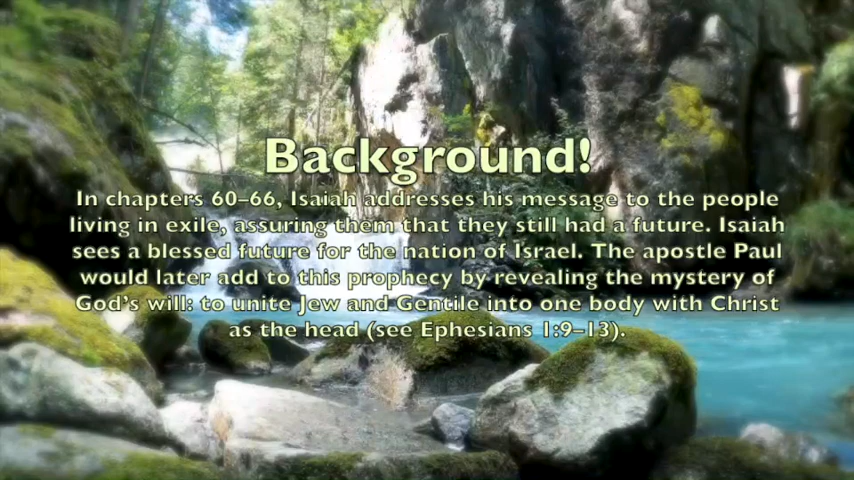 Background!
In chapters 60–66, Isaiah addresses his message to the people
living in exile, assuring them that they still had a future. Isaiah
sees a blessed future for the nation of Israel. The apostle Paul
would later add to this prophecy by revealing the mystery of
God’s will: to unite Jew and Gentile into one body with Christ
as the head (see Ephesians 1:9–13).